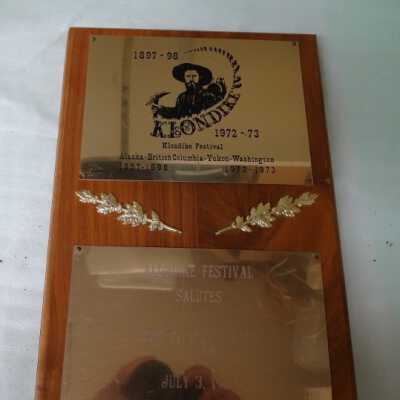 1897-98
KLONDIKE
1972-73
Klondike Festival
Alaska-British Columbia-Yukon-Washington
1897-1898 1972-1973
KLONDIKE FESTIVAL
SALUTES
JULY 3,